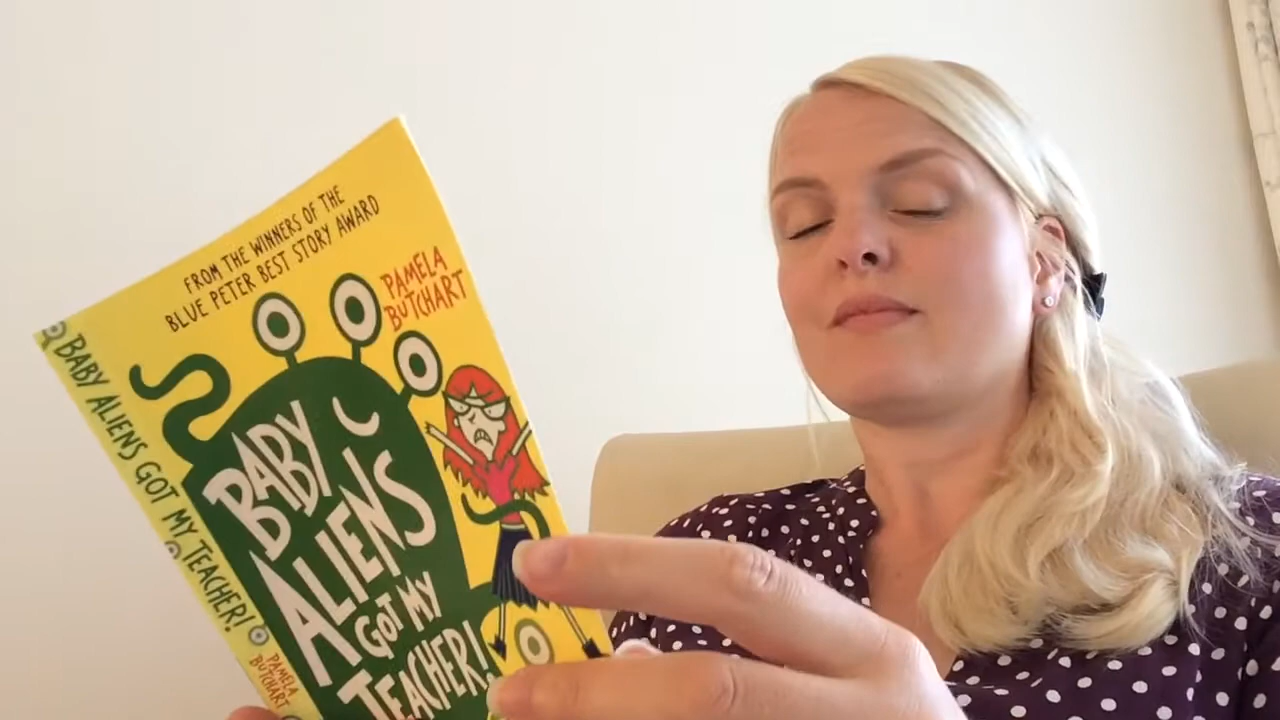 FROM THE WINNERS OF THE
BLUE PETER BEST STORY AWARD
PAMELA
BUTCHART
BABY
ALIENS
GOT MY
TEACHER!
BABY ALIENS GOT MY TEACHER!
PAMELA
BUTCHART